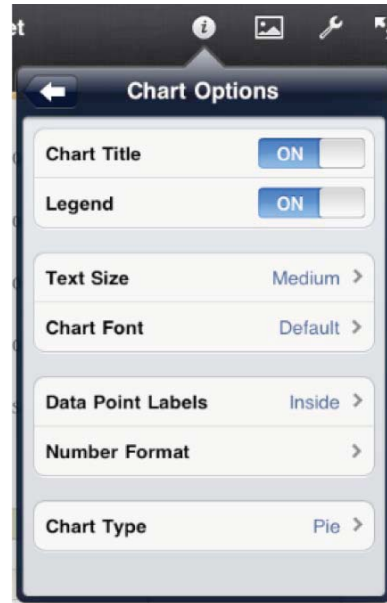 et
Chart Options
Chart Title ON
Legend ON
Text Size Medium
Chart Font Default
Data Point Labels Inside
Number Format
Chart Type Pie